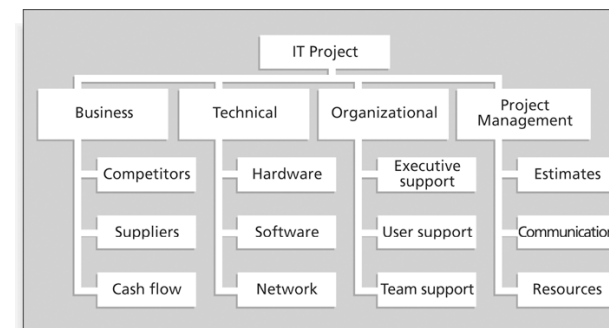 IT Project
Business
Technical
Organizational
Project
Management
Competitors
Hardware
Executive
support
Estimates
Suppliers
Software
User support
Communication
Cash flow
Network
Team support
Resources